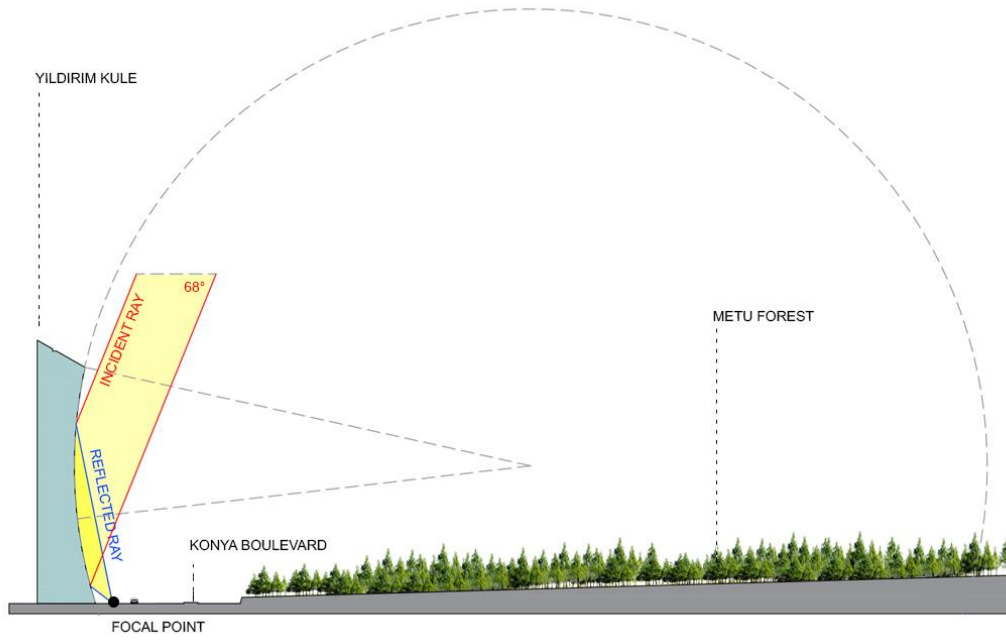 YILDIRIM KULE
68°
INCIDENT RAY
METU FOREST
REFLECTED RAY
KONYA BOULEVARD
FOCAL POINT